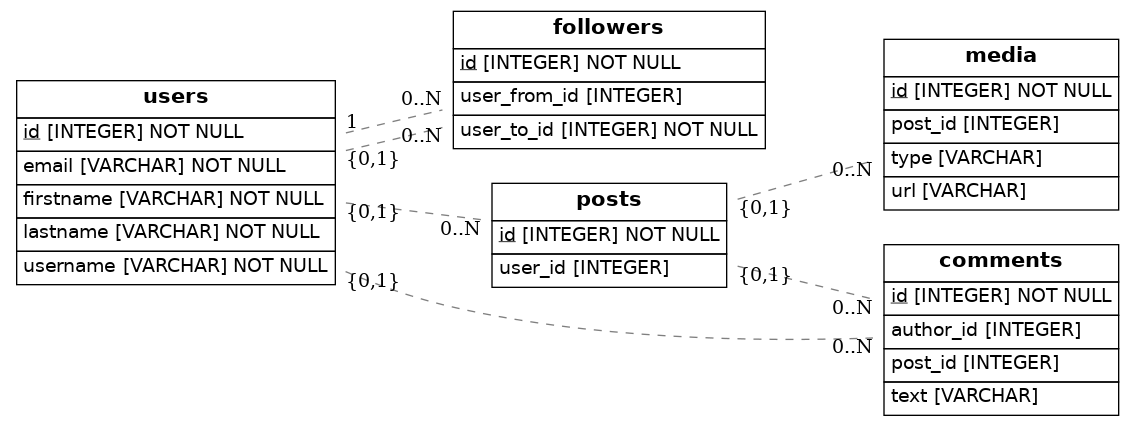 users
id [INTEGER] NOT NULL
email [VARCHAR] NOT NULL
firstname [VARCHAR] NOT NULL
lastname [VARCHAR] NOT NULL
username [VARCHAR] NOT NULL
1
0..N
{0,1}
0..N
followers
id [INTEGER] NOT NULL
user_from_id [INTEGER]
user_to_id [INTEGER] NOT NULL
{0,1}
0..N
posts
id [INTEGER] NOT NULL
user_id [INTEGER]
{0,1}
0..N
media
id [INTEGER] NOT NULL
post_id [INTEGER]
type [VARCHAR]
url [VARCHAR]
{0,1}
0..N
{0,1}
0..N
comments
id [INTEGER] NOT NULL
author_id [INTEGER]
post_id [INTEGER]
text [VARCHAR]